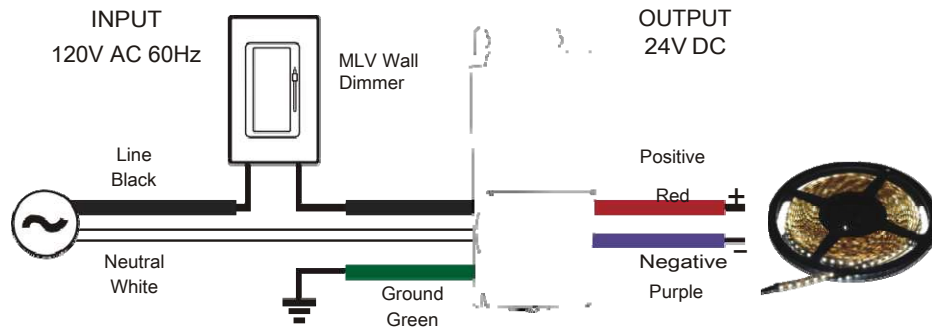 INPUT
120V AC 60Hz
MLV Wall
Dimmer
OUTPUT
24V DC
Line
Black
Neutral
White
Ground
Green
Positive
Red
+
−
Negative
Purple